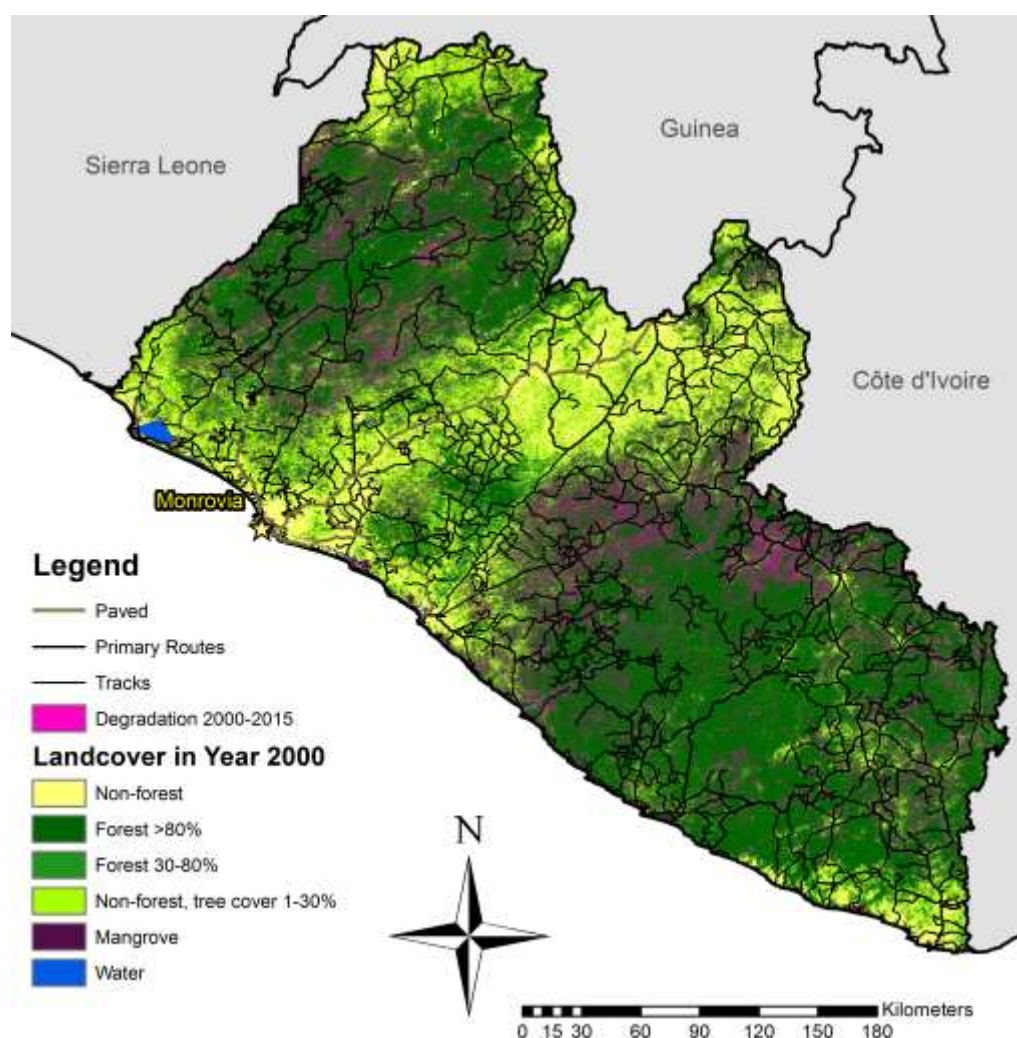 Guinea
Sierra Leone
Côte d'Ivoire
Monrovia
Legend
Paved
Primary Routes
Tracks
Degradation 2000-2015
Landcover in Year 2000
Non-forest
Forest >80%
Forest 30-80%
Non-forest, tree cover 1-30%
Mangrove
Water
N
Kilometers
0 15 30 60 90 120 150 180